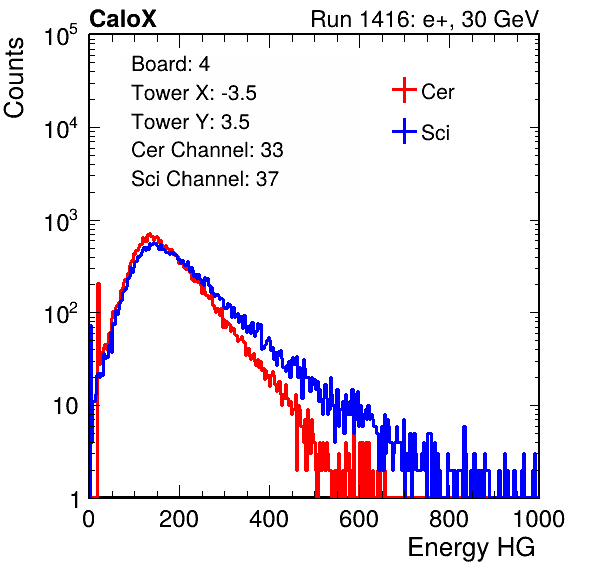 CaloX Run 1416: e+, 30 GeV
Counts
10^5
10^4
10^3
10^2
10
1
Board: 4
Tower X: -3.5
Tower Y: 3.5
Cer Channel: 33
Sci Channel: 37
Cer
Sci
0 200 400 600 800 1000
Energy HG